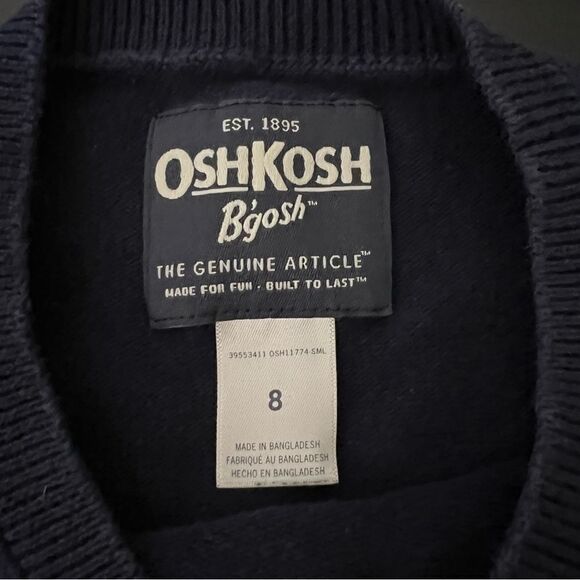 EST. 1895
OSHKOSH
B'gosh™
THE GENUINE ARTICLE™
MADE FOR FUN · BUILT TO LAST™
39553411 OSH11774 SML
8
MADE IN BANGLADESH
FABRIQUÉ AU BANGLADESH
HECHO EN BANGLADESH